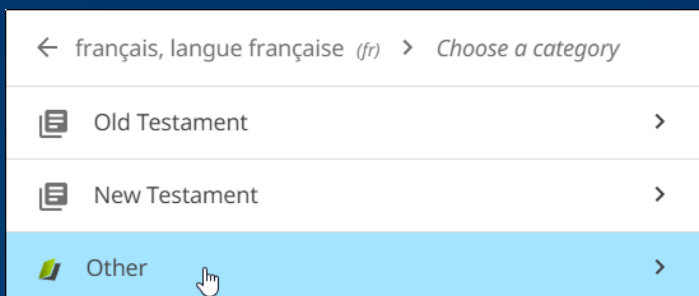 français, langue française (fr) > Choose a category
Old Testament
New Testament
Other